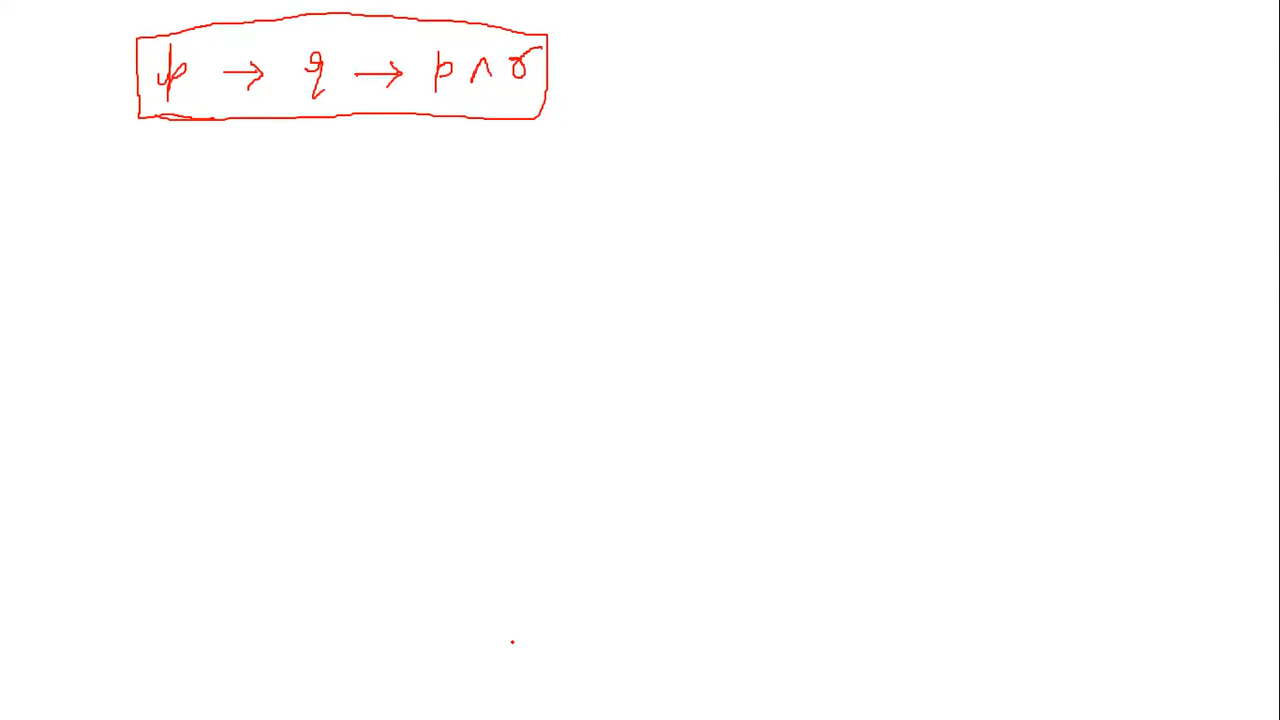 p → q → p ∧ r